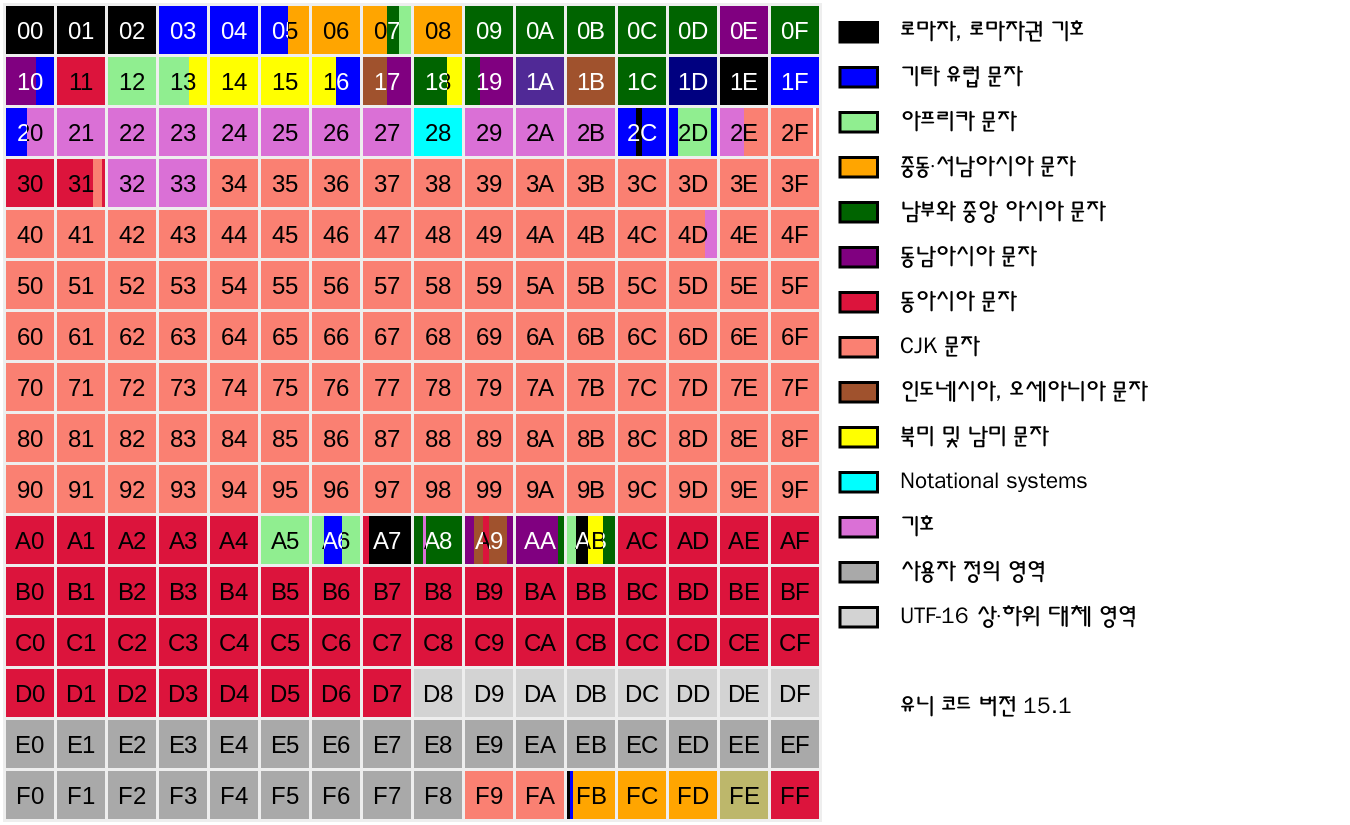 00 01 02 03 04 05 06 07 08 09 0A 0B 0C 0D 0E 0F
로마자, 로마자권 기호
10 11 12 13 14 15 16 17 18 19 1A 1B 1C 1D 1E 1F
기타 유럽 문자
20 21 22 23 24 25 26 27 28 29 2A 2B 2C 2D 2E 2F
아프리카 문자
30 31 32 33 34 35 36 37 38 39 3A 3B 3C 3D 3E 3F
중동·서남아시아 문자
40 41 42 43 44 45 46 47 48 49 4A 4B 4C 4D 4E 4F
남부와 중앙 아시아 문자
50 51 52 53 54 55 56 57 58 59 5A 5B 5C 5D 5E 5F
동남아시아 문자
동아시아 문자
60 61 62 63 64 65 66 67 68 69 6A 6B 6C 6D 6E 6F
CJK 문자
70 71 72 73 74 75 76 77 78 79 7A 7B 7C 7D 7E 7F
인도네시아, 오세아니아 문자
80 81 82 83 84 85 86 87 88 89 8A 8B 8C 8D 8E 8F
북미 및 남미 문자
90 91 92 93 94 95 96 97 98 99 9A 9B 9C 9D 9E 9F
Notational systems
A0 A1 A2 A3 A4 A5 A6 A7 A8 A9 AA AB AC AD AE AF
기호
B0 B1 B2 B3 B4 B5 B6 B7 B8 B9 BA BB BC BD BE BF
사용자 정의 영역
C0 C1 C2 C3 C4 C5 C6 C7 C8 C9 CA CB CC CD CE CF
UTF-16 상·하위 대체 영역
D0 D1 D2 D3 D4 D5 D6 D7 D8 D9 DA DB DC DD DE DF
유니 코드 버전 15.1
E0 E1 E2 E3 E4 E5 E6 E7 E8 E9 EA EB EC ED EE EF
F0 F1 F2 F3 F4 F5 F6 F7 F8 F9 FA FB FC FD FE FF